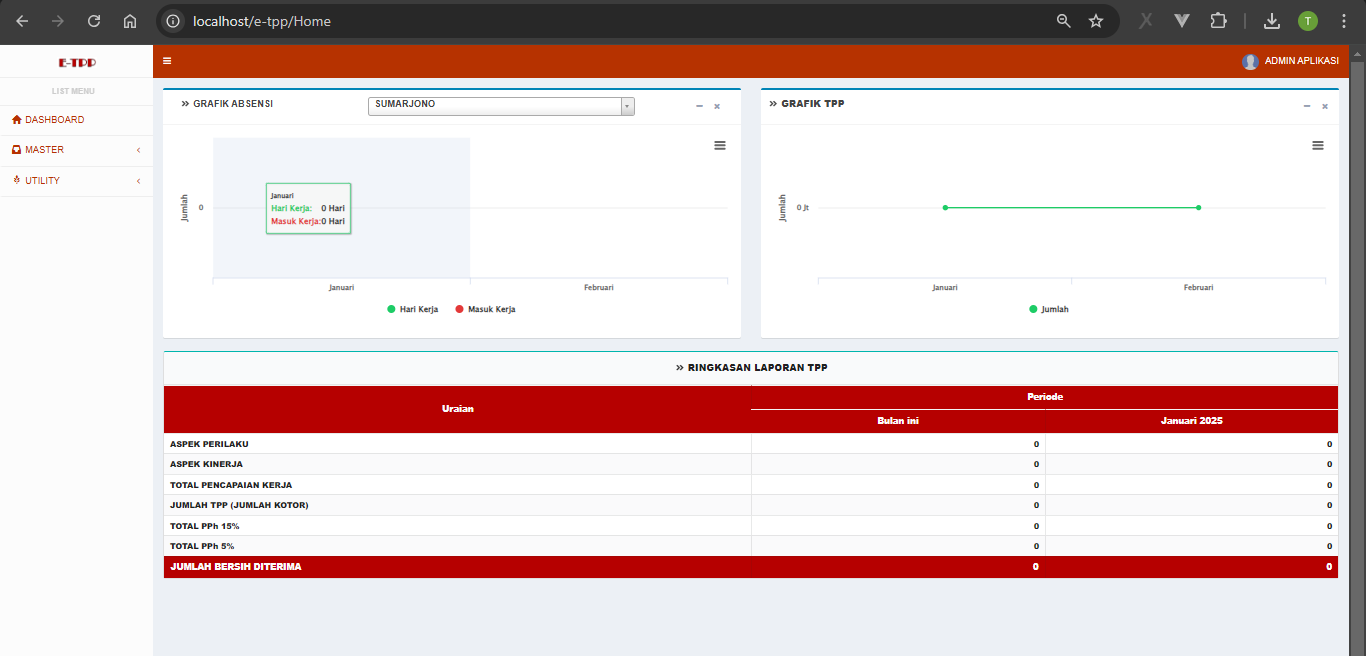 localhost/e-tpp/Home
T
E-TPP
ADMIN APLIKASI
LIST MENU
DASHBOARD
MASTER
UTILITY
» GRAFIK ABSENSI
SUMARJONO
Jumlah
0
Januari
Hari Kerja: 0 Hari
Masuk Kerja:0 Hari
Januari Februari
Hari Kerja Masuk Kerja
» GRAFIK TPP
Jumlah
0 Jt
Januari Februari
Jumlah
» RINGKASAN LAPORAN TPP
Uraian Periode
Bulan ini Januari 2025
ASPEK PERILAKU 0 0
ASPEK KINERJA 0 0
TOTAL PENCAPAIAN KERJA 0 0
JUMLAH TPP (JUMLAH KOTOR) 0 0
TOTAL PPh 15% 0 0
TOTAL PPh 5% 0 0
JUMLAH BERSIH DITERIMA 0 0